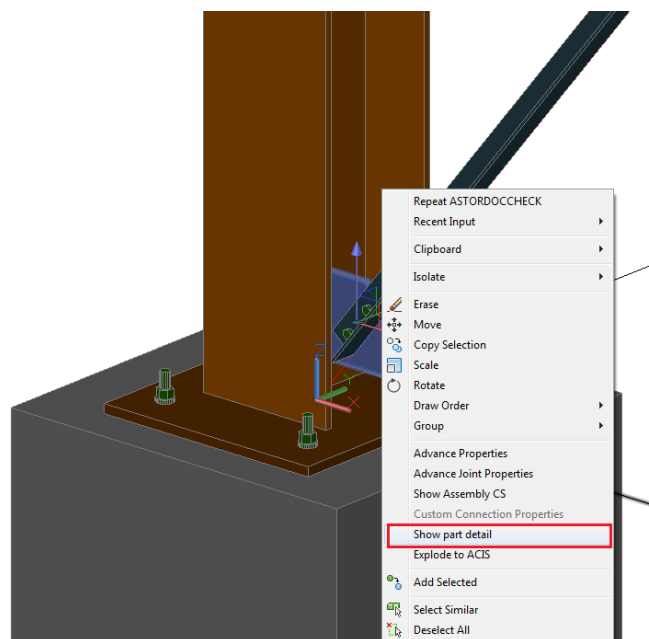 Repeat ASTORDOCCHECK
Recent Input
Clipboard
Isolate
Erase
Move
Copy Selection
Scale
Rotate
Draw Order
Group
Advance Properties
Advance Joint Properties
Show Assembly CS
Custom Connection Properties
Show part detail
Explode to ACIS
Add Selected
Select Similar
Deselect All
Z
Y
X